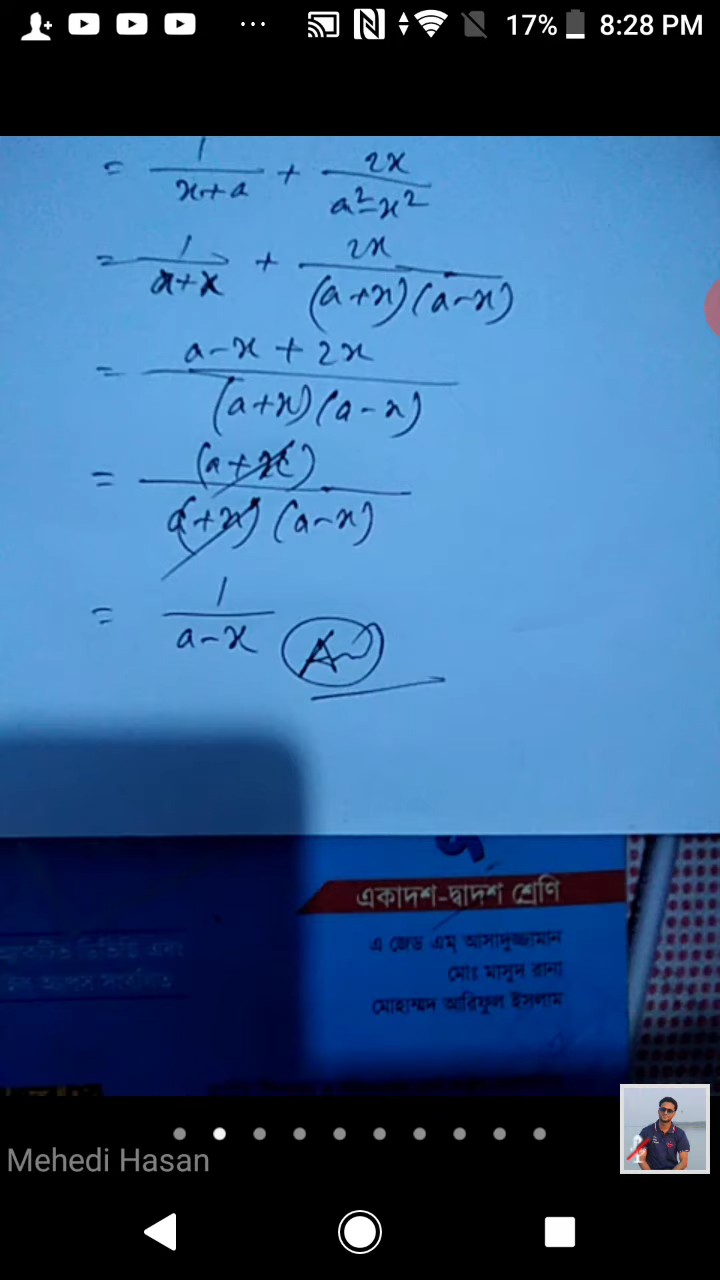 17% 8:28 PM
= 1/(x+a) + 2x/(a²-x²)
= 1/(a+x) + 2x/((a+x)(a-x))
= (a-x+2x)/((a+x)(a-x))
= (a+x)/((a+x)(a-x))
= 1/(a-x) Ans
একাদশ-দ্বাদশ শ্রেণি
এ জেড এম্ আসাদুজ্জামান
মোঃ মাসুদ রানা
মোহাম্মদ আরিফুল ইসলাম
Mehedi Hasan